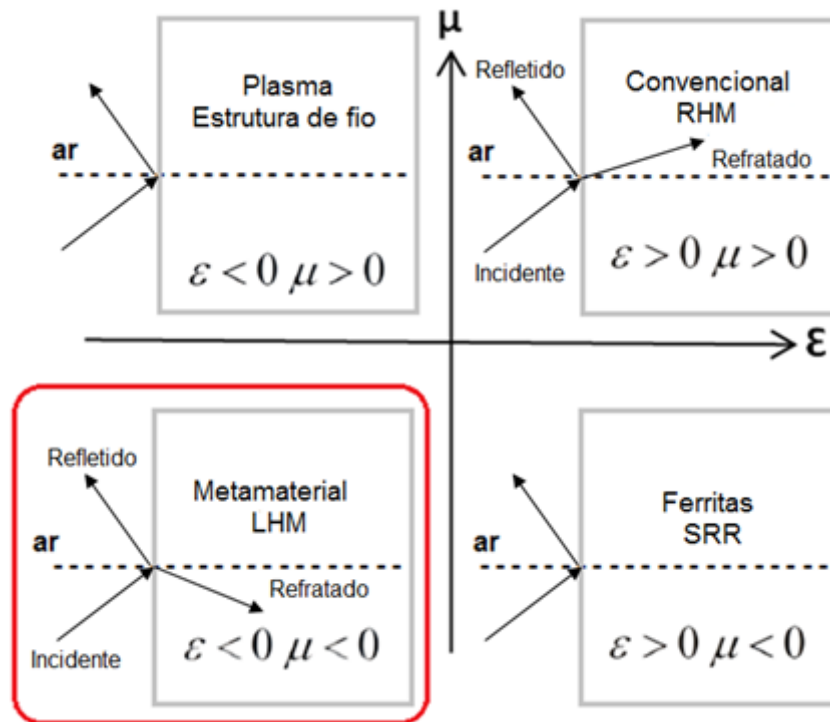 μ
Plasma
Estrutura de fio
ar
ε < 0 μ > 0
Refletido
Convencional
RHM
ar
Refratado
Incidente
ε > 0 μ > 0
ε
Refletido
Metamaterial
LHM
ar
Refratado
Incidente
ε < 0 μ < 0
Ferritas
SRR
ar
ε > 0 μ < 0